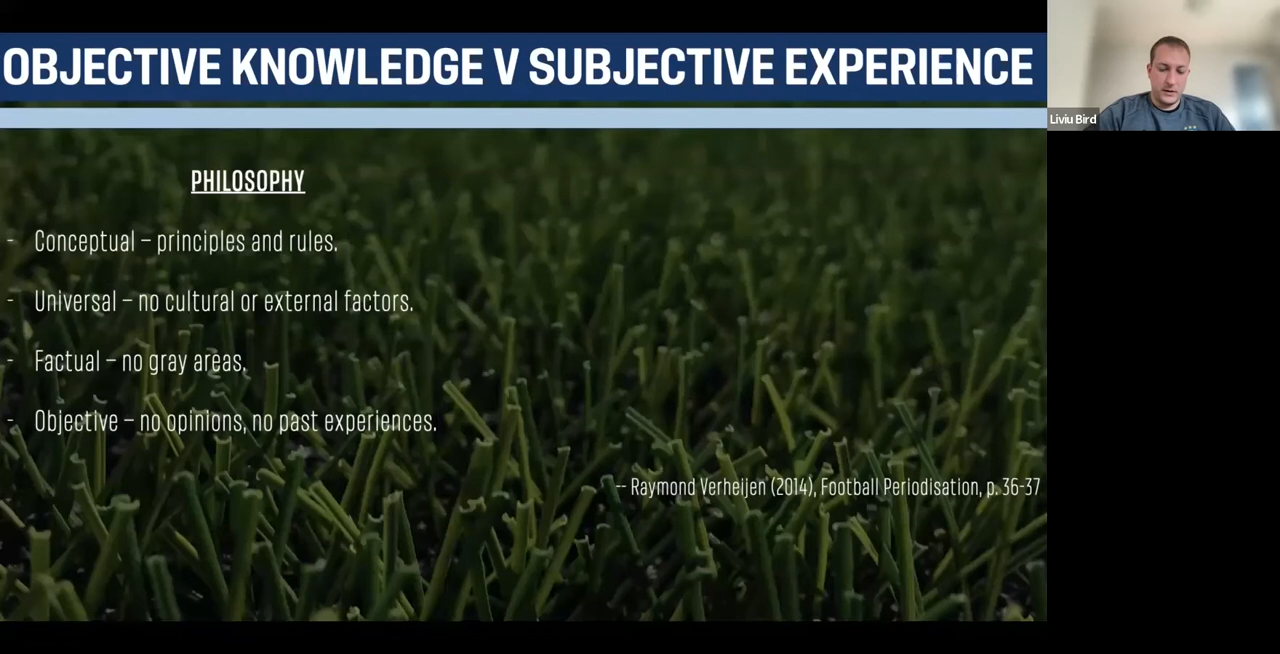 OBJECTIVE KNOWLEDGE V SUBJECTIVE EXPERIENCE
Liviu Bird
PHILOSOPHY
- Conceptual – principles and rules.
- Universal – no cultural or external factors.
- Factual – no gray areas.
- Objective – no opinions, no past experiences.
-- Raymond Verheijen (2014), Football Periodisation, p. 36-37